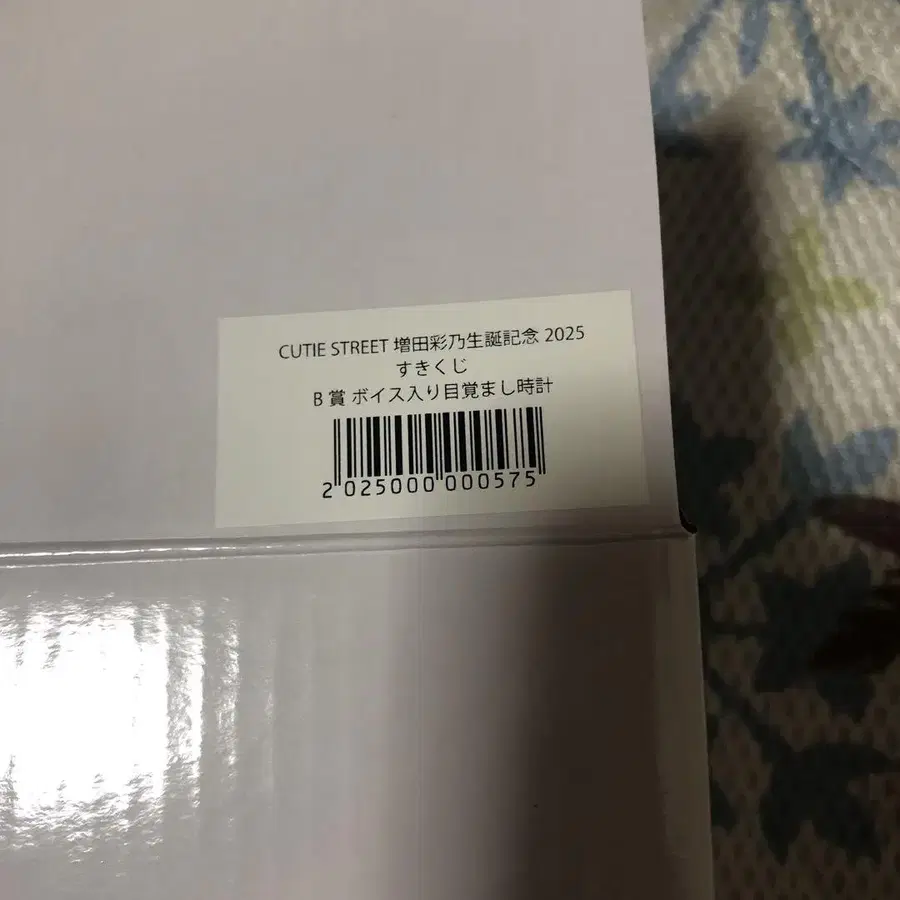 CUTIE STREET 増田彩乃生誕記念 2025
すきくじ
B 賞 ボイス入り目覚まし時計
2 025000 000575